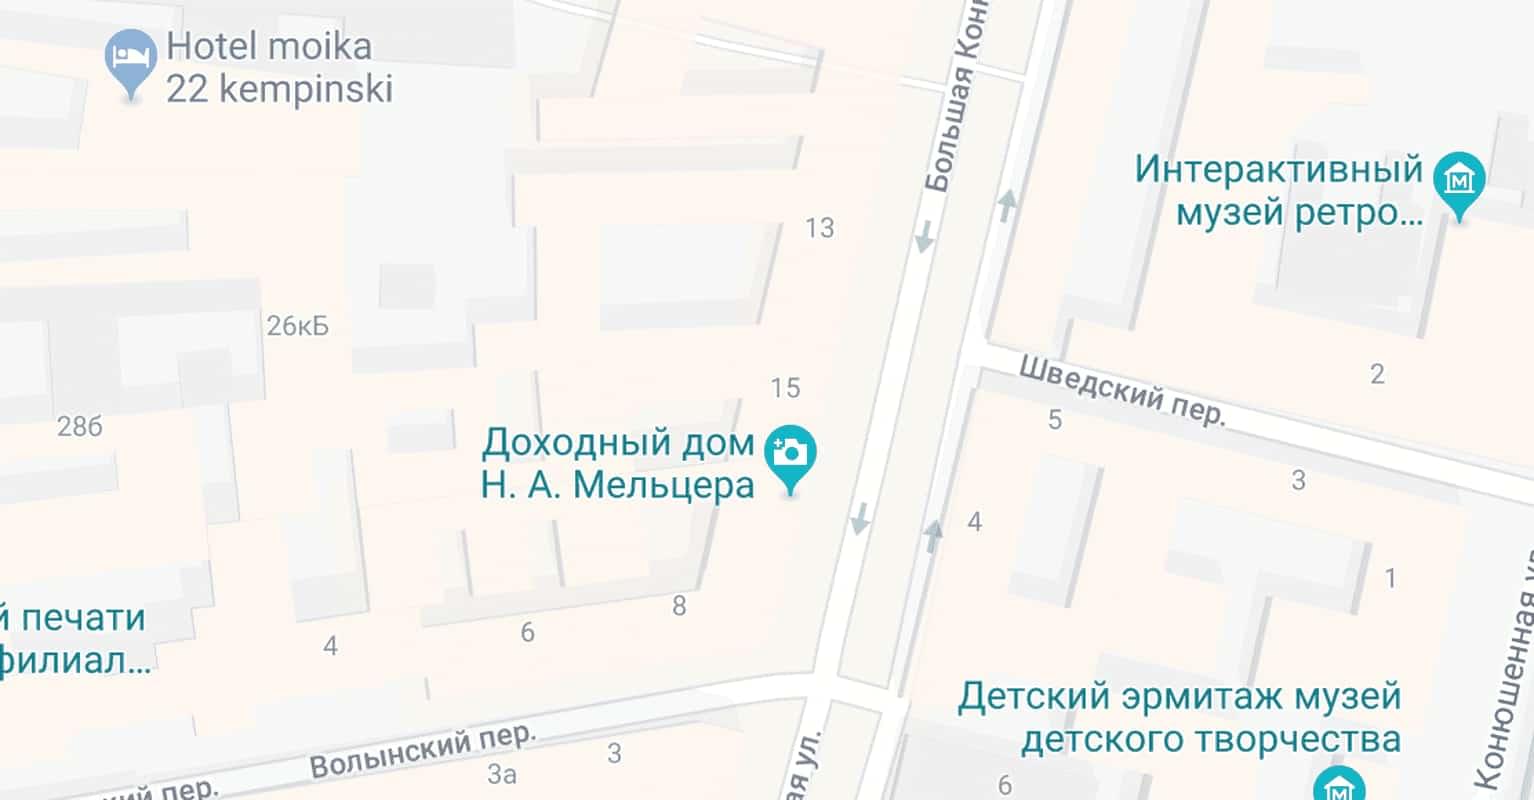 Hotel moika
22 kempinski
Большая Кон
Интерактивный
музей ретро...
13
26кБ
2
15
Шведский пер.
28б
5
Доходный дом
Н. А. Мельцера
3
4
1
8
й печати
филиал...
6
4
Детский эрмитаж музей
детского творчества
Конюшенная ул
Волынский пер.
3
ая ул.
3а
6
кий пер.